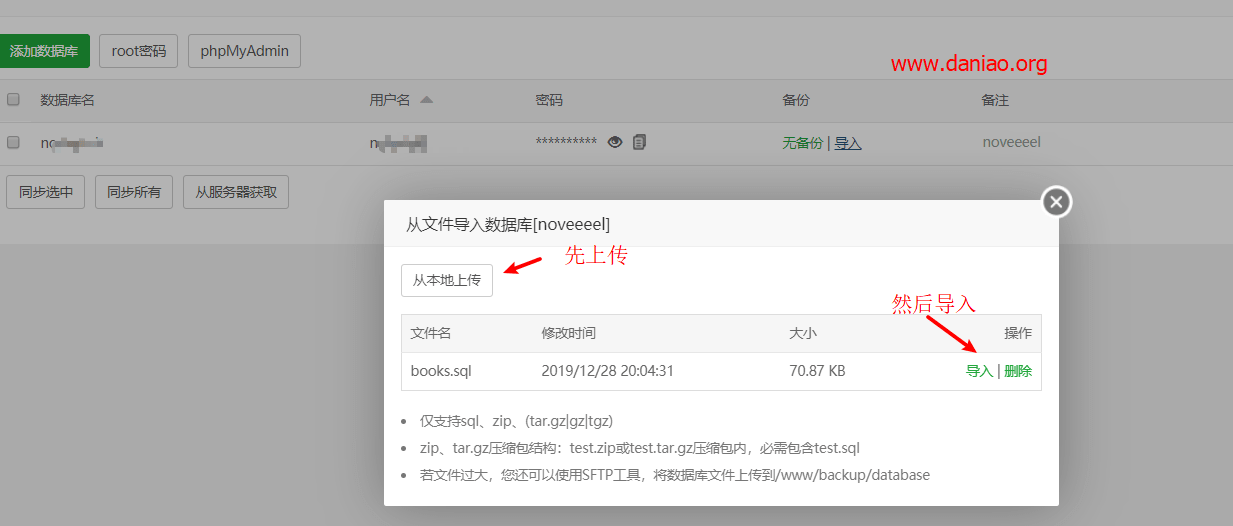 添加数据库 root密码 phpMyAdmin
www.daniao.org
数据库名 用户名 密码 备份 备注
********** 无备份 | 导入 noveeeel
同步选中 同步所有 从服务器获取
从文件导入数据库[noveeeel]
先上传
从本地上传
然后导入
文件名 修改时间 大小 操作
books.sql 2019/12/28 20:04:31 70.87 KB 导入 | 删除
仅支持sql、zip、(tar.gz|gz|tgz)
zip、tar.gz压缩包结构：test.zip或test.tar.gz压缩包内，必需包含test.sql
若文件过大，您还可以使用SFTP工具，将数据库文件上传到/www/backup/database